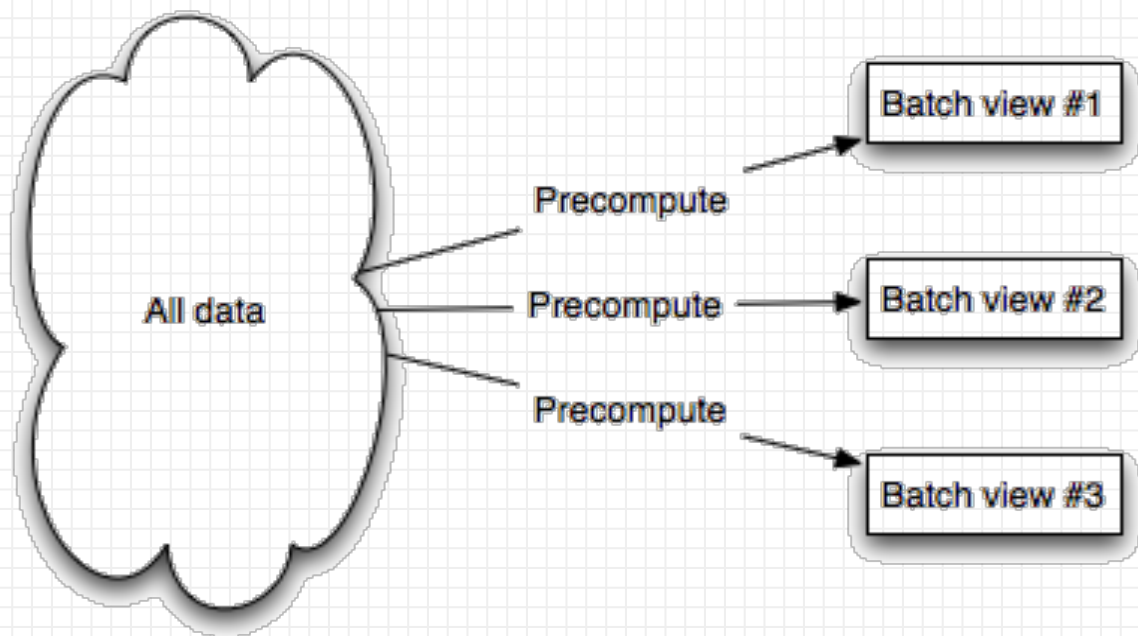 All data
Precompute
Batch view #1
Precompute
Batch view #2
Precompute
Batch view #3